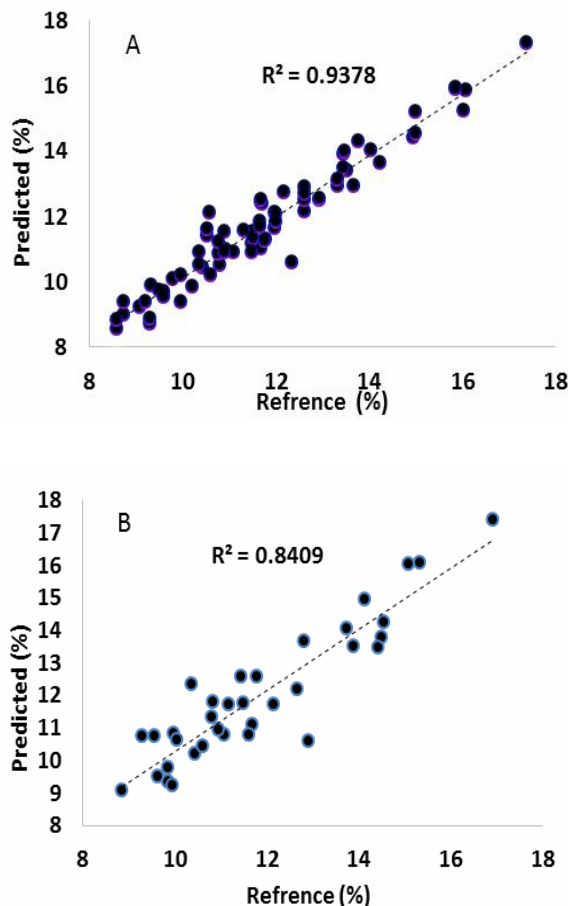 A
R² = 0.9378
Predicted (%)
18
16
14
12
10
8
8 10 12 14 16 18
Refrence (%)
B
R² = 0.8409
Predicted (%)
18
17
16
15
14
13
12
11
10
9
8
8 10 12 14 16 18
Refrence (%)